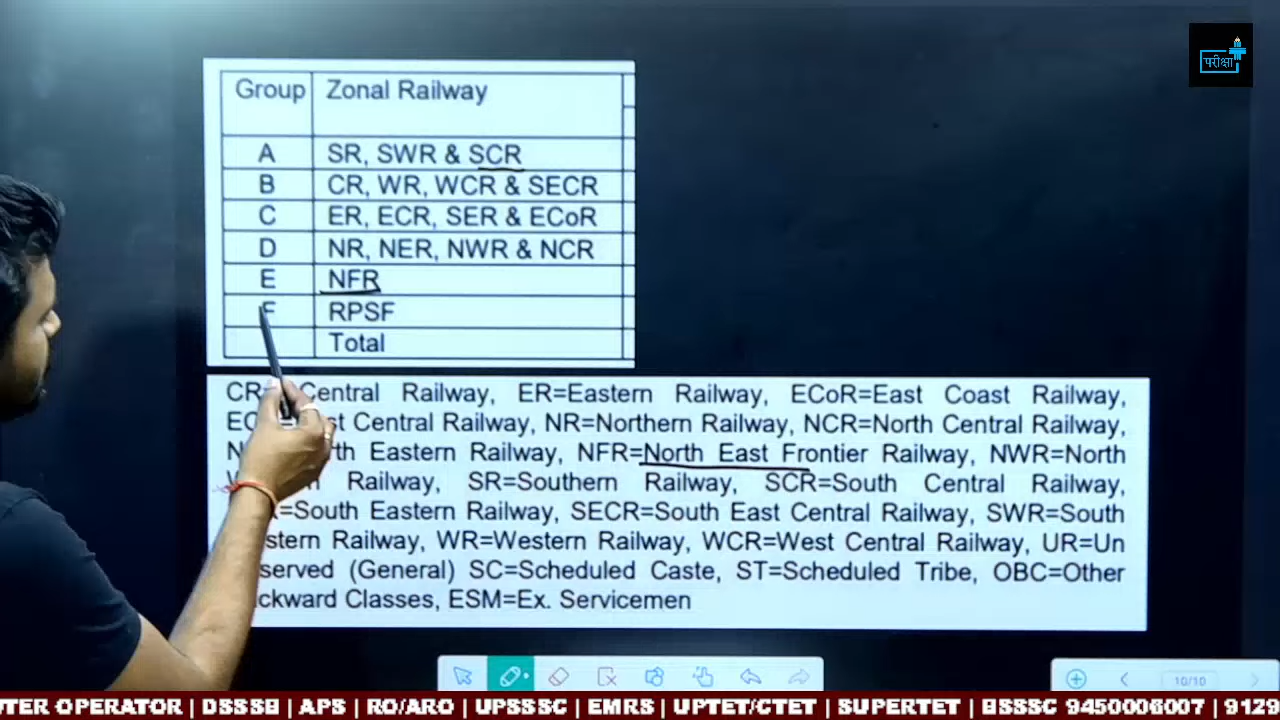 परीक्षा
Group Zonal Railway
A SR, SWR & SCR
B CR, WR, WCR & SECR
C ER, ECR, SER & ECoR
D NR, NER, NWR & NCR
E NFR
F RPSF
Total
CR= Central Railway, ER=Eastern Railway, ECoR=East Coast Railway,
Central Railway, NR=Northern Railway, NCR=North Central Railway,
Eastern Railway, NFR=North East Frontier Railway, NWR=North
Railway, SR=Southern Railway, SCR=South Central Railway,
=South Eastern Railway, SECR=South East Central Railway, SWR=South
stern Railway, WR=Western Railway, WCR=West Central Railway, UR=Un
served (General) SC=Scheduled Caste, ST=Scheduled Tribe, OBC=Other
ckward Classes, ESM=Ex. Servicemen
10/10
UTER OPERATOR | DSSSB | APS | RO/ARO | UPSSSC | EMRS | UPTET/CTET | SUPERTET | BSSSC 9450006007 | 9129